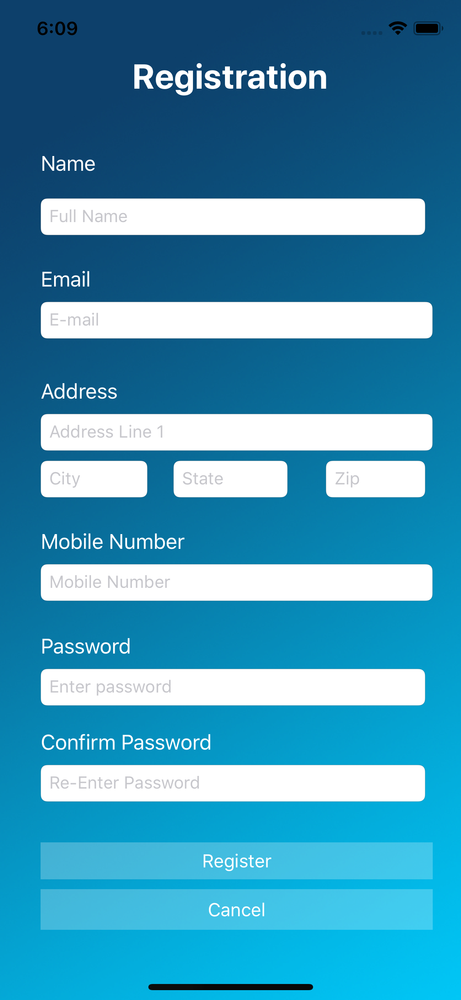 6:09
Registration
Name
Full Name
Email
E-mail
Address
Address Line 1
City State Zip
Mobile Number
Mobile Number
Password
Enter password
Confirm Password
Re-Enter Password
Register
Cancel